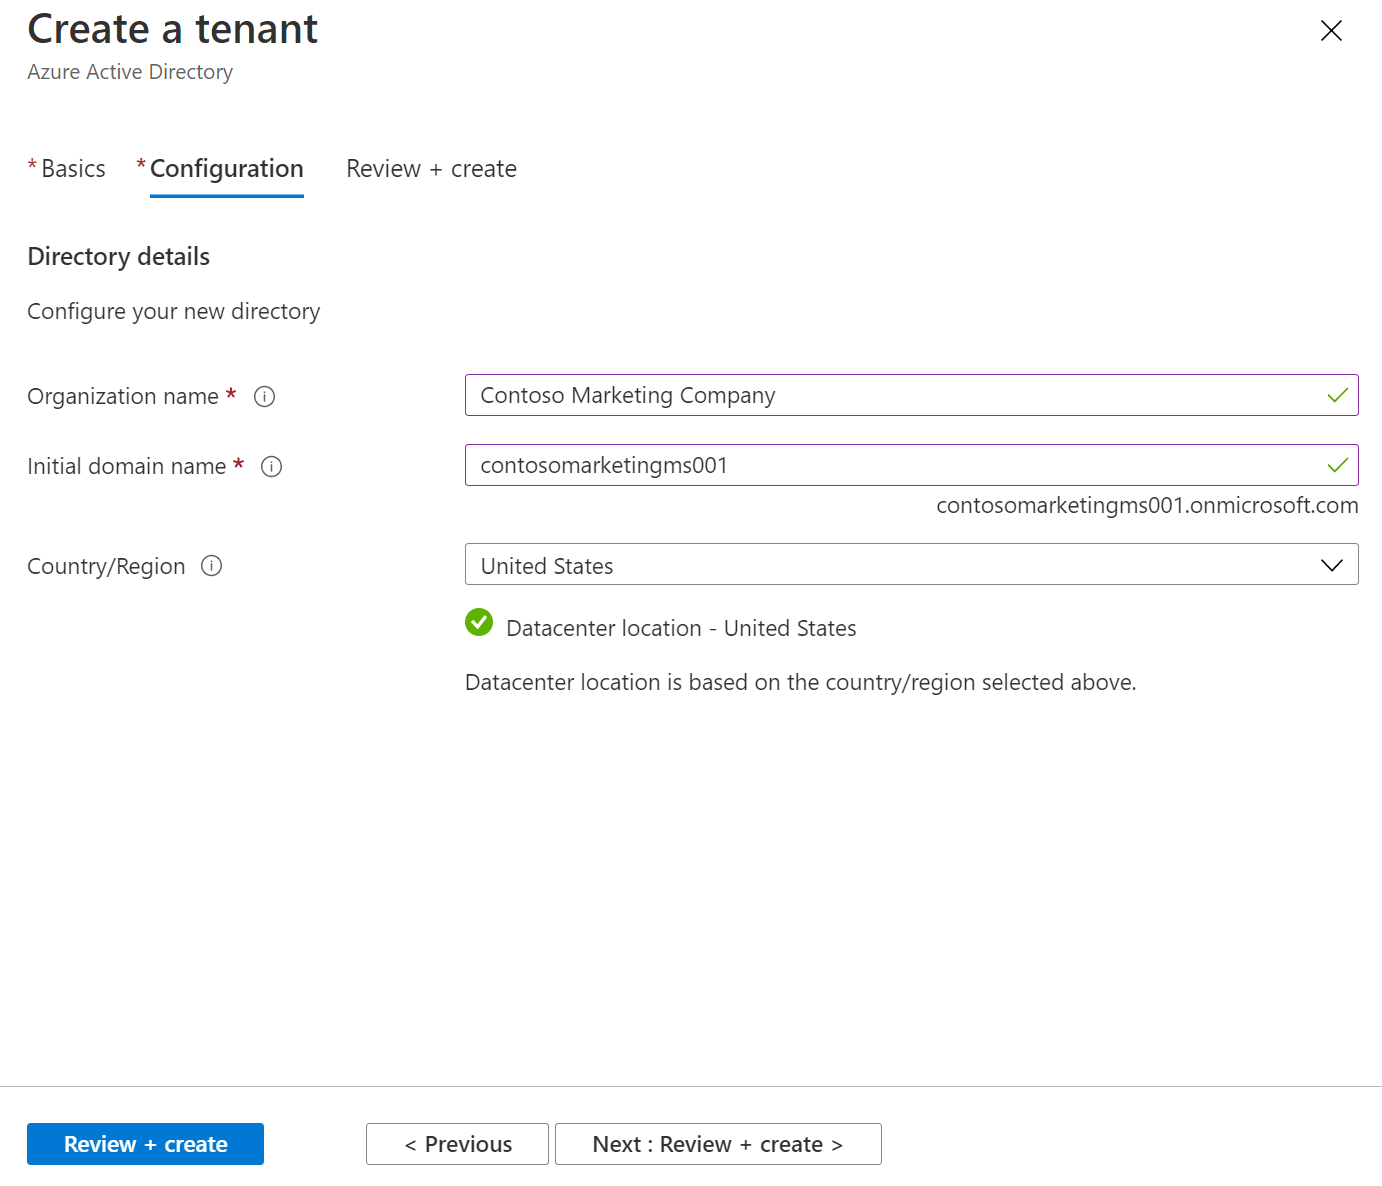 Create a tenant
Azure Active Directory
* Basics * Configuration Review + create
Directory details
Configure your new directory
Organization name * Contoso Marketing Company
Initial domain name * contosomarketingms001
contosomarketingms001.onmicrosoft.com
Country/Region United States
Datacenter location - United States
Datacenter location is based on the country/region selected above.
Review + create < Previous Next : Review + create >